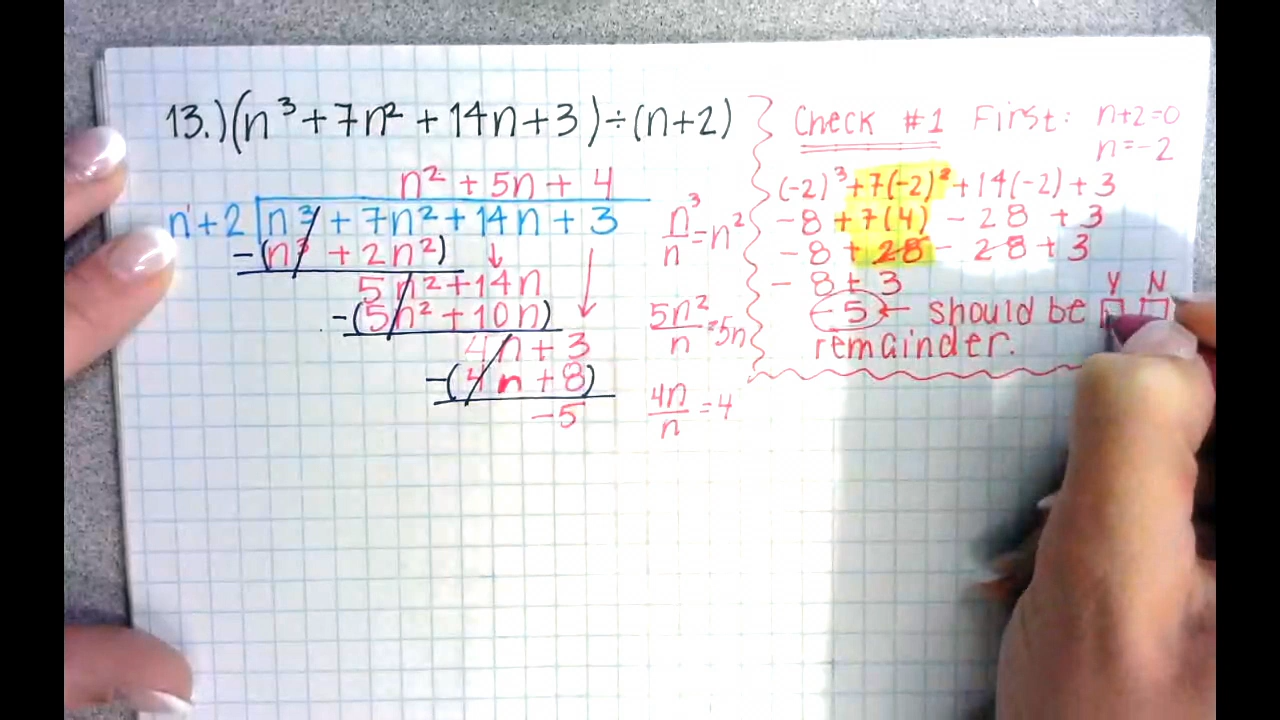 13.) (n³ + 7n² + 14n + 3) ÷ (n+2)
n² + 5n + 4
n + 2 n³ + 7n² + 14n + 3
-(n³ + 2n²)
5n² + 14n
-(5n² + 10n)
4n + 3
-(4n + 8)
-5
n³/n = n²
5n²/n = 5n
4n/n = 4
Check #1 First: n+2=0
n=-2
(-2)³ + 7(-2)² + 14(-2) + 3
-8 + 7(4) - 28 + 3
-8 + 28 - 28 + 3
-8 + 3
-5 ← should be
remainder.
Y N